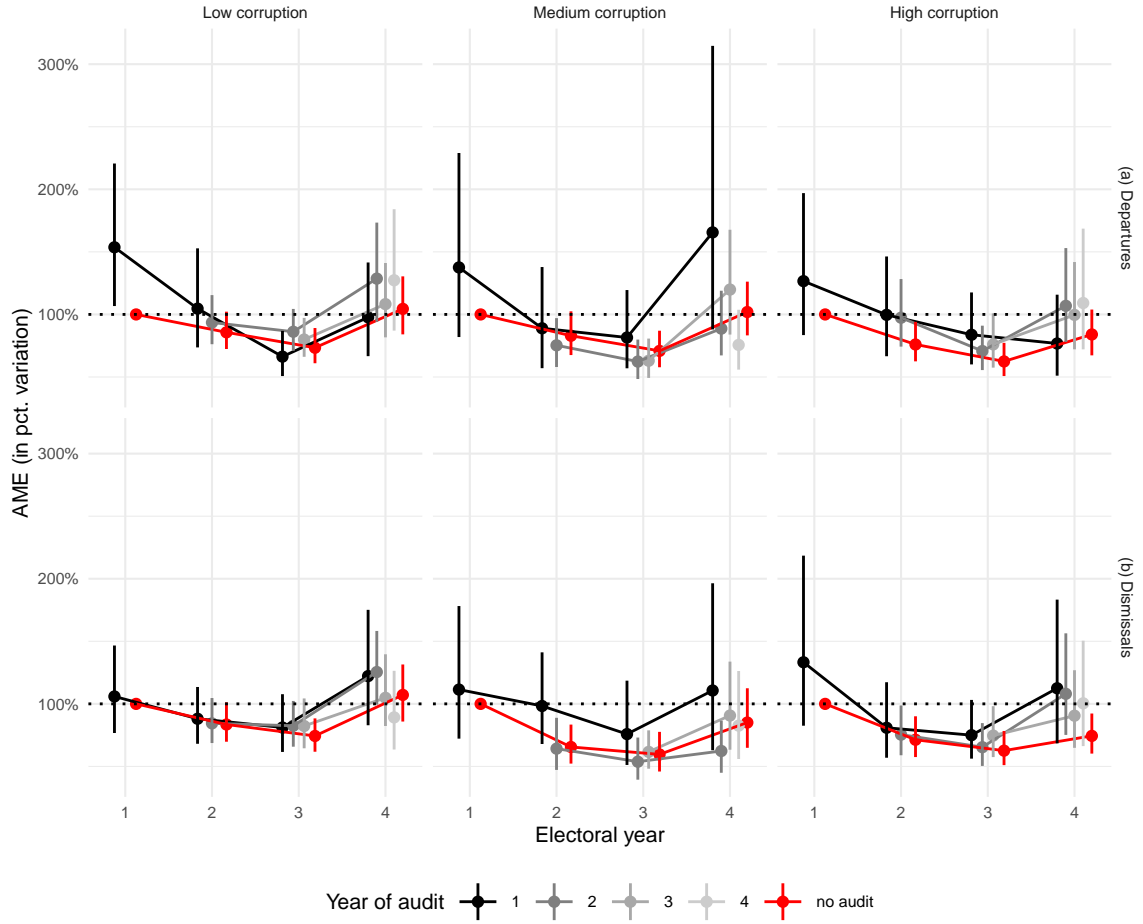 Low corruption
Medium corruption
High corruption
300%
200%
100%
(a) Departures
300%
200%
100%
(b) Dismissals
AME (in pct. variation)
1 2 3 4
1 2 3 4
1 2 3 4
Electoral year
Year of audit 1 2 3 4 no audit